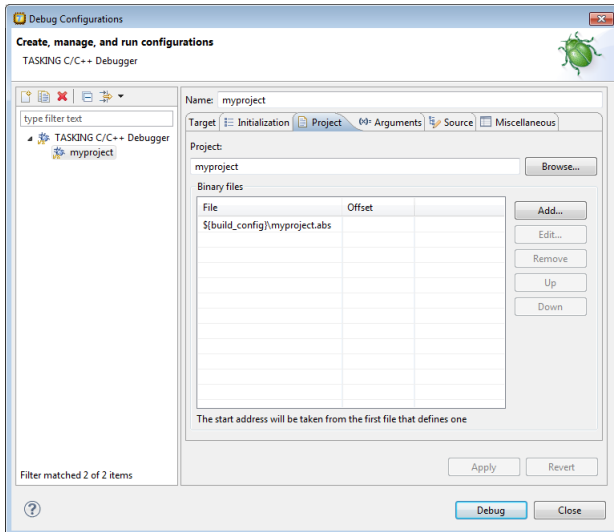 Debug Configurations
Create, manage, and run configurations
TASKING C/C++ Debugger
type filter text
TASKING C/C++ Debugger
myproject
Filter matched 2 of 2 items
Name: myproject
Target Initialization Project (x)= Arguments Source Miscellaneous
Project:
myproject Browse...
Binary files
File Offset
${build_config}\myproject.abs
Add...
Edit...
Remove
Up
Down
The start address will be taken from the first file that defines one
Apply Revert
? Debug Close